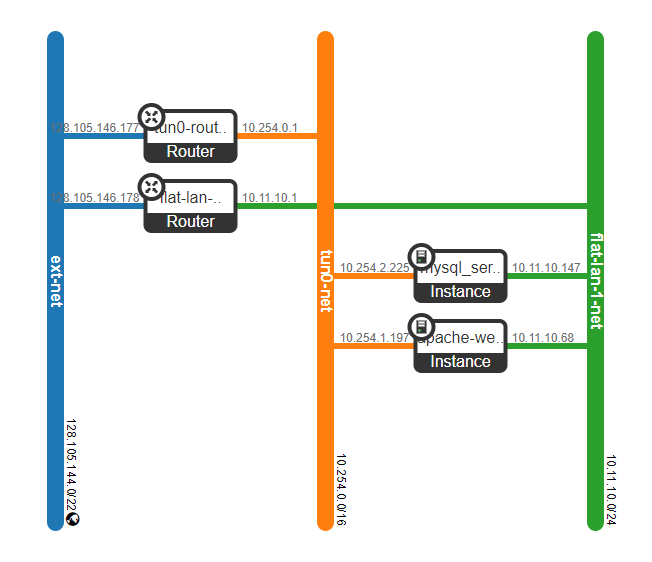 128.105.146.177
tun0-rout..
Router
10.254.0.1
128.105.146.178
flat-lan-..
Router
10.11.10.1
ext-net
tun0-net
flat-lan-1-net
10.254.2.225
mysql_ser..
Instance
10.11.10.147
10.254.1.197
apache-we..
Instance
10.11.10.68
128.105.144.0/22
10.254.0.0/16
10.11.10.0/24